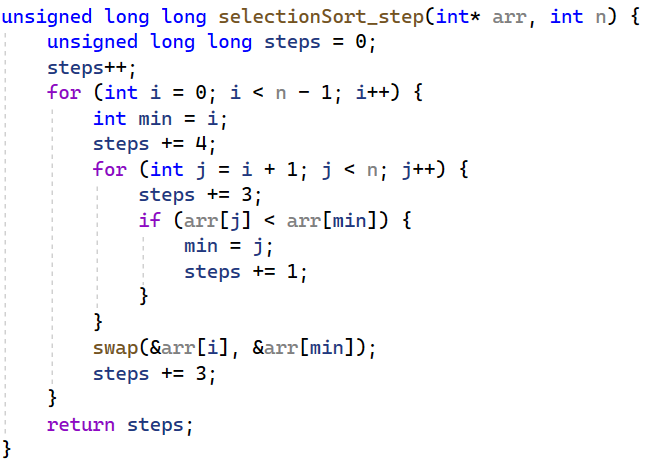 unsigned long long selectionSort_step(int* arr, int n) {
unsigned long long steps = 0;
steps++;
for (int i = 0; i < n - 1; i++) {
int min = i;
steps += 4;
for (int j = i + 1; j < n; j++) {
steps += 3;
if (arr[j] < arr[min]) {
min = j;
steps += 1;
}
}
swap(&arr[i], &arr[min]);
steps += 3;
}
return steps;
}